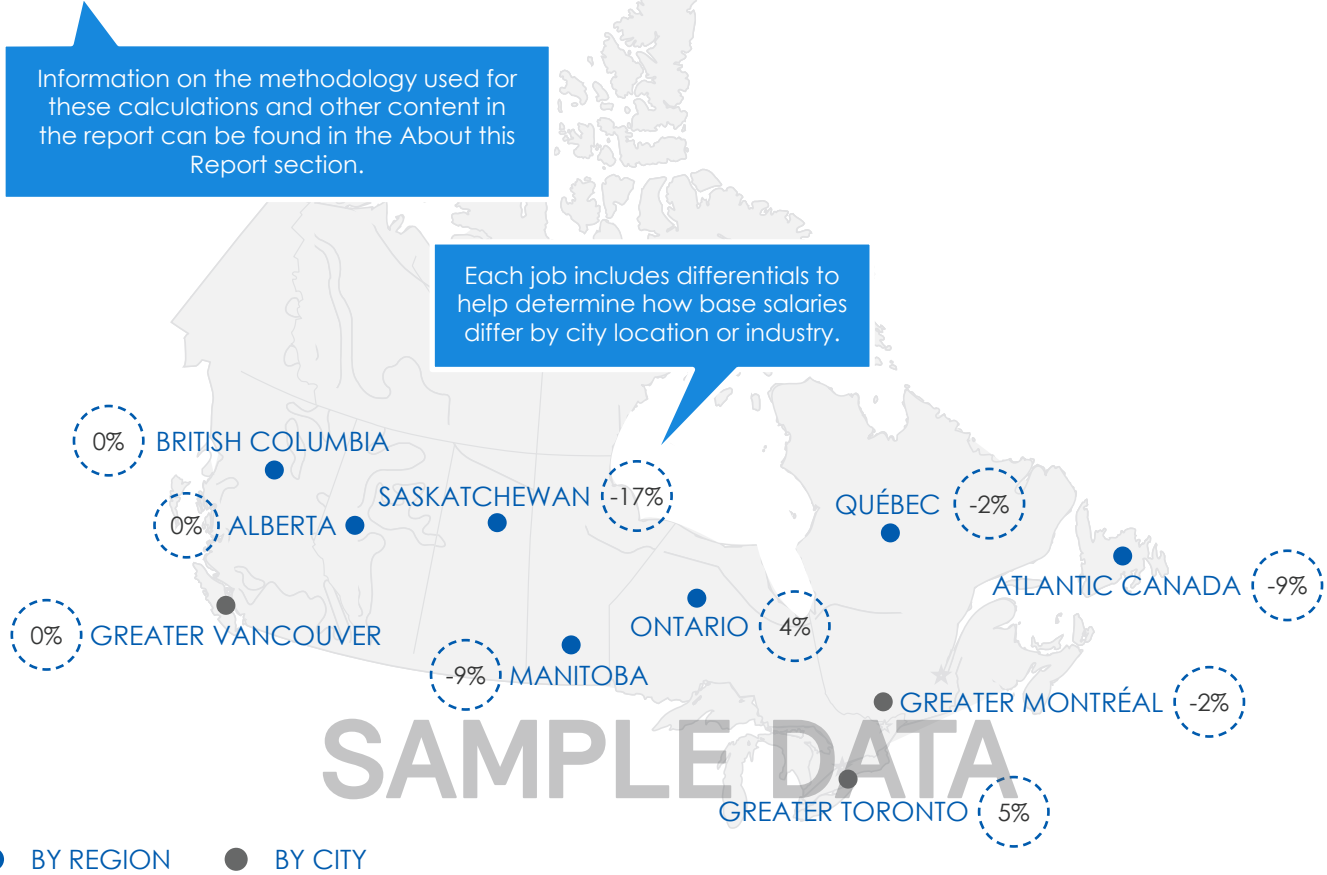 Information on the methodology used for
these calculations and other content in
the report can be found in the About this
Report section.
Each job includes differentials to
help determine how base salaries
differ by city location or industry.
0% BRITISH COLUMBIA
SASKATCHEWAN -17%
QUÉBEC -2%
0% ALBERTA
ATLANTIC CANADA -9%
0% GREATER VANCOUVER
ONTARIO 4%
-9% MANITOBA
GREATER MONTRÉAL -2%
SAMPLE DATA
GREATER TORONTO 5%
BY REGION BY CITY